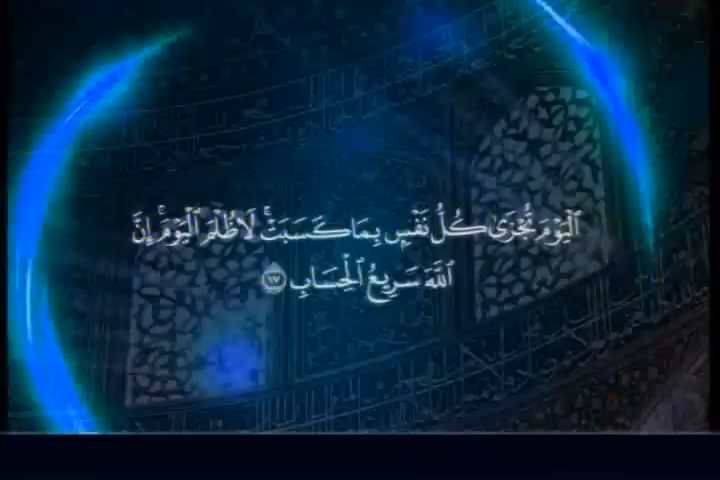 ٱلْيَوْمَ تُجْزَىٰ كُلُّ نَفْسٍ بِمَا كَسَبَتْ ۚ لَا ظُلْمَ ٱلْيَوْمَ ۚ إِنَّ
ٱللَّهَ سَرِيعُ ٱلْحِسَابِ ١٧